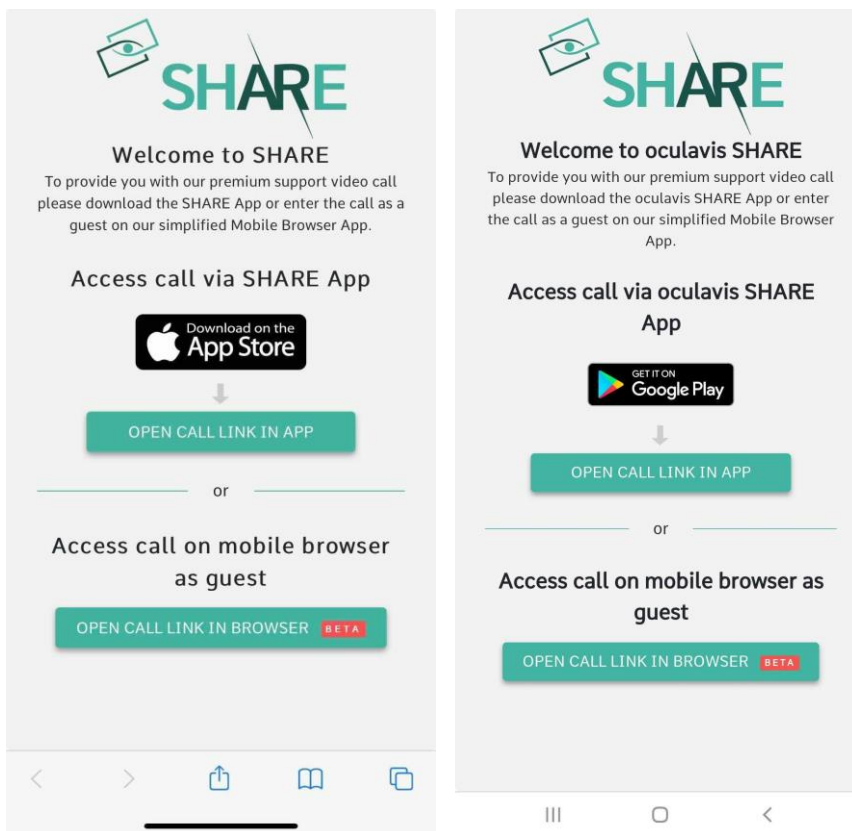 SHARE
Welcome to SHARE
To provide you with our premium support video call
please download the SHARE App or enter the call as a
guest on our simplified Mobile Browser App.
Access call via SHARE App
Download on the
App Store
OPEN CALL LINK IN APP
or
Access call on mobile browser
as guest
OPEN CALL LINK IN BROWSER BETA
SHARE
Welcome to oculavis SHARE
To provide you with our premium support video call
please download the oculavis SHARE App or enter
the call as a guest on our simplified Mobile Browser
App.
Access call via oculavis SHARE
App
GET IT ON
Google Play
OPEN CALL LINK IN APP
or
Access call on mobile browser as
guest
OPEN CALL LINK IN BROWSER BETA